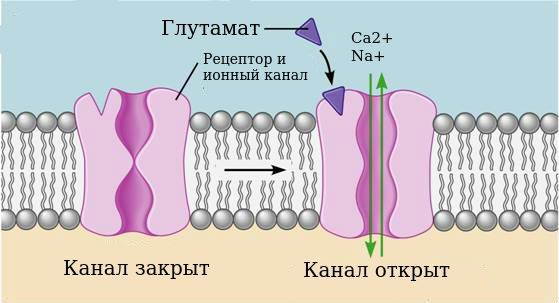 Глутамат
Ca2+
Na+
Рецептор и
ионный канал
Канал закрыт
Канал открыт